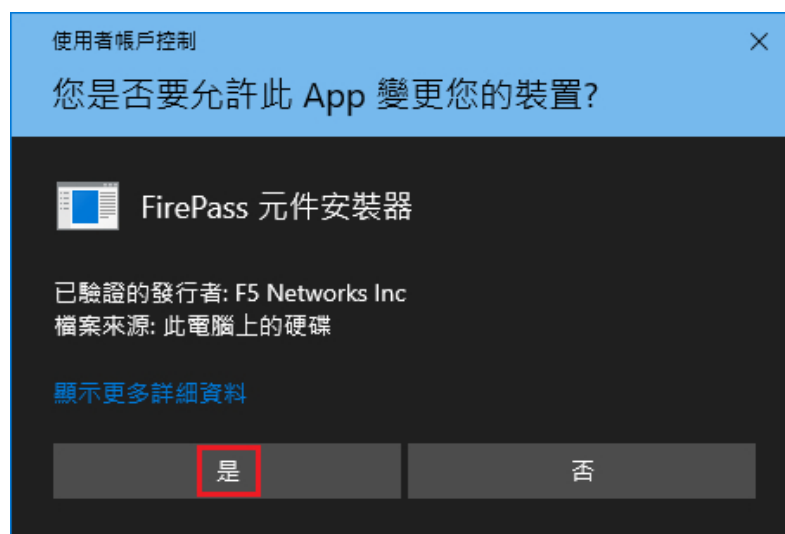 使用者帳戶控制
您是否要允許此 App 變更您的裝置?
FirePass 元件安裝器
已驗證的發行者: F5 Networks Inc
檔案來源: 此電腦上的硬碟
顯示更多詳細資料
是
否